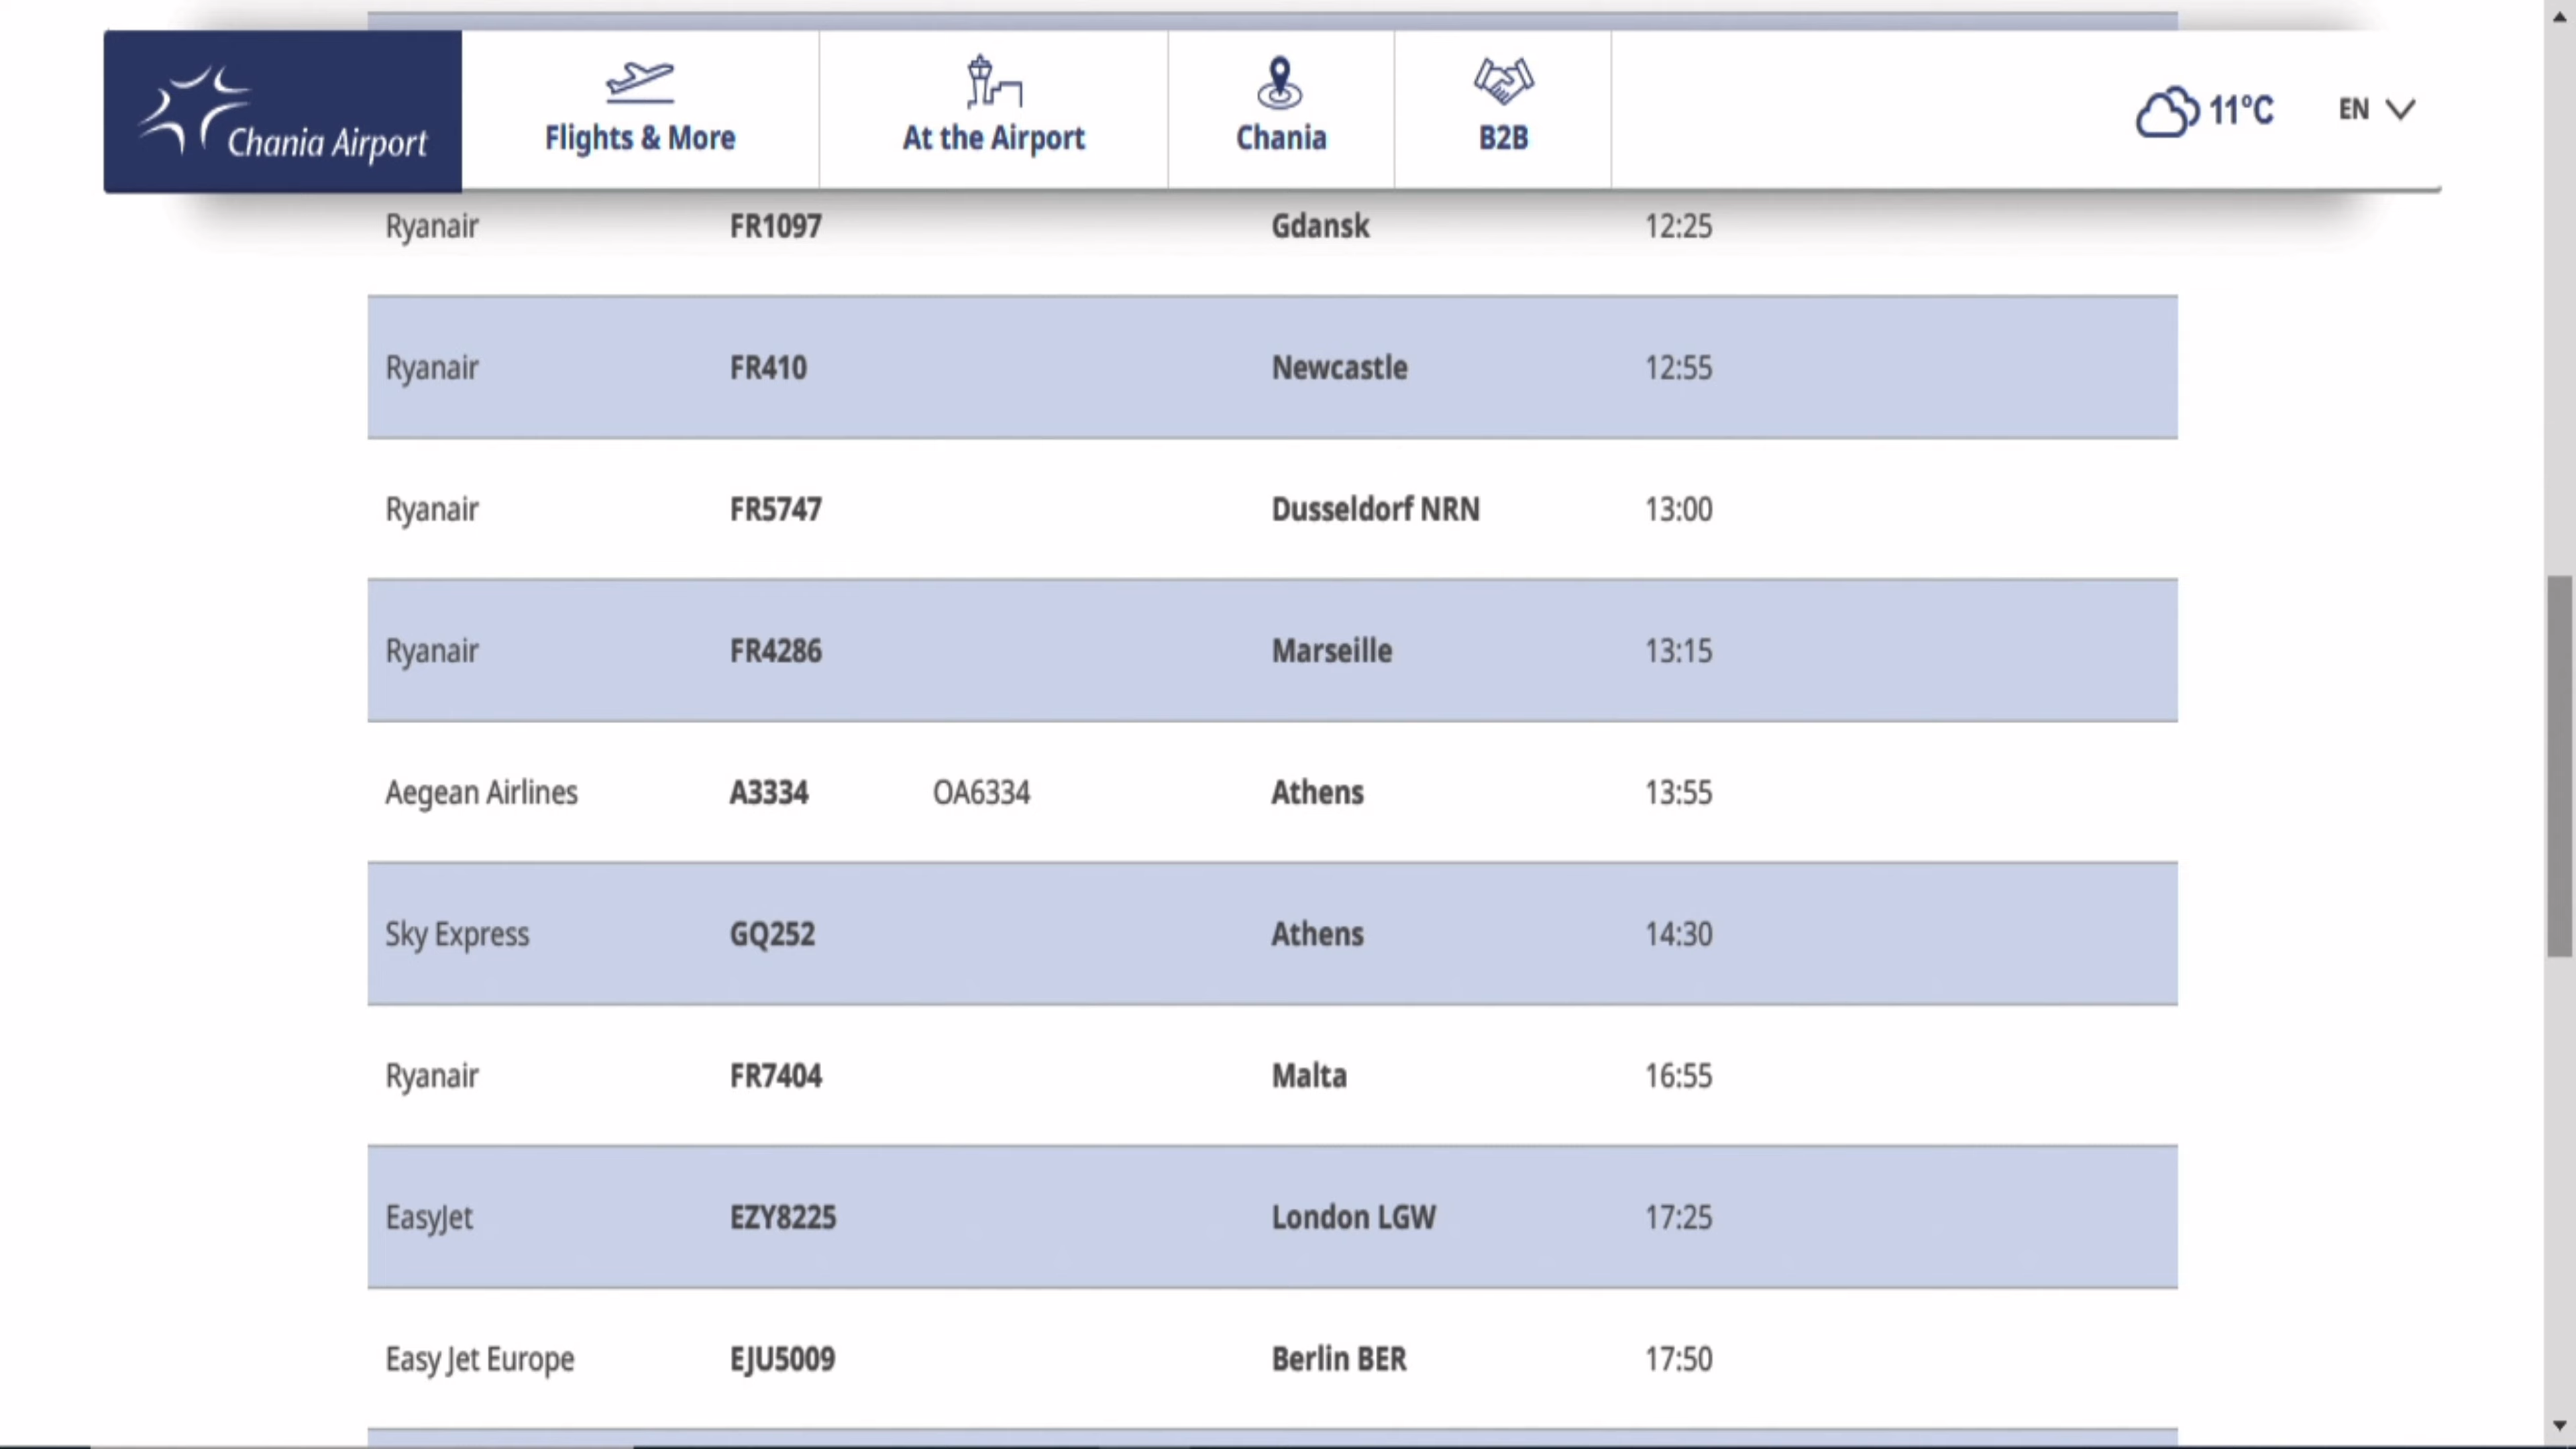 Chania Airport
Flights & More
At the Airport
Chania
B2B
11°C
EN
Ryanair FR1097 Gdansk 12:25
Ryanair FR410 Newcastle 12:55
Ryanair FR5747 Dusseldorf NRN 13:00
Ryanair FR4286 Marseille 13:15
Aegean Airlines A3334 OA6334 Athens 13:55
Sky Express GQ252 Athens 14:30
Ryanair FR7404 Malta 16:55
EasyJet EZY8225 London LGW 17:25
Easy Jet Europe EJU5009 Berlin BER 17:50